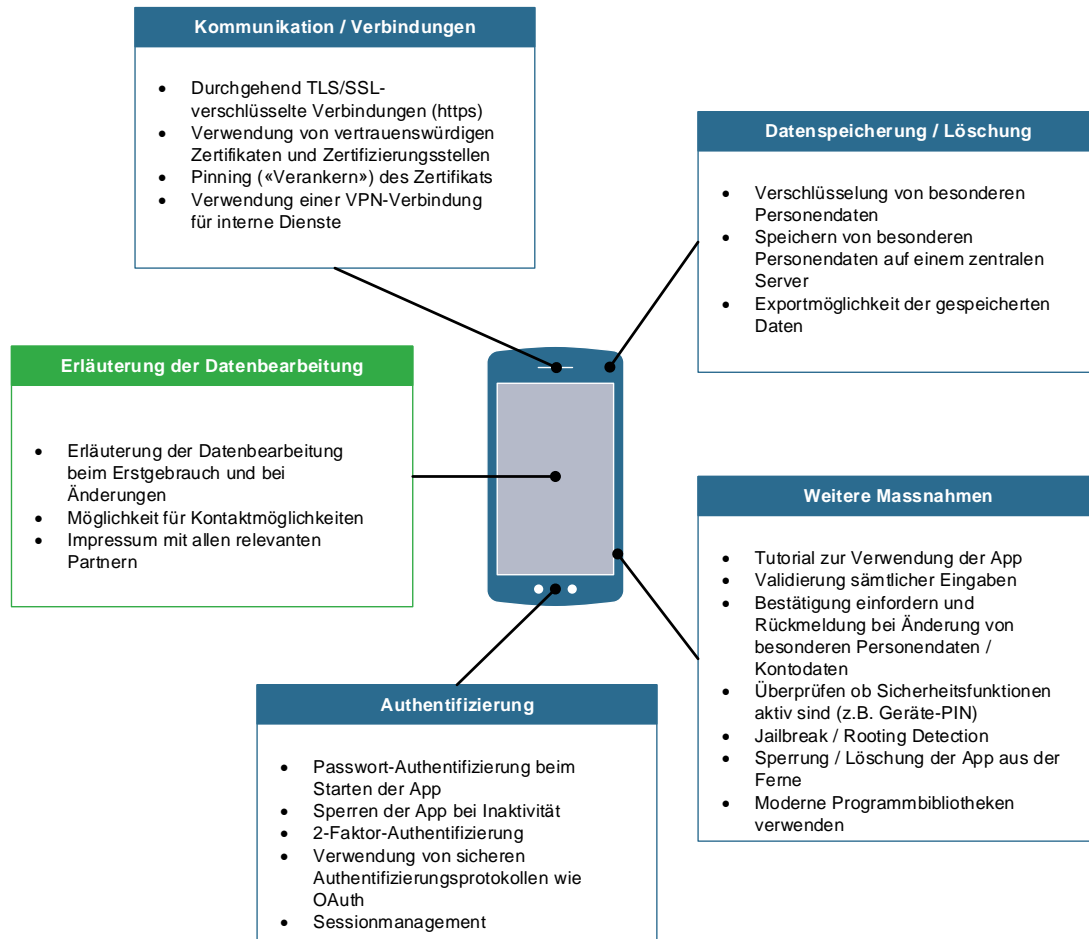 Kommunikation / Verbindungen
• Durchgehend TLS/SSL-
verschlüsselte Verbindungen (https)
• Verwendung von vertrauenswürdigen
Zertifikaten und Zertifizierungsstellen
• Pinning («Verankern») des Zertifikats
• Verwendung einer VPN-Verbindung
für interne Dienste
Datenspeicherung / Löschung
• Verschlüsselung von besonderen
Personendaten
• Speichern von besonderen
Personendaten auf einem zentralen
Server
• Exportmöglichkeit der gespeicherten
Daten
Erläuterung der Datenbearbeitung
• Erläuterung der Datenbearbeitung
beim Erstgebrauch und bei
Änderungen
• Möglichkeit für Kontaktmöglichkeiten
• Impressum mit allen relevanten
Partnern
Weitere Massnahmen
• Tutorial zur Verwendung der App
• Validierung sämtlicher Eingaben
• Bestätigung einfordern und
Rückmeldung bei Änderung von
besonderen Personendaten /
Kontodaten
• Überprüfen ob Sicherheitsfunktionen
aktiv sind (z.B. Geräte-PIN)
• Jailbreak / Rooting Detection
• Sperrung / Löschung der App aus der
Ferne
• Moderne Programmbibliotheken
verwenden
Authentifizierung
• Passwort-Authentifizierung beim
Starten der App
• Sperren der App bei Inaktivität
• 2-Faktor-Authentifizierung
• Verwendung von sicheren
Authentifizierungsprotokollen wie
OAuth
• Sessionmanagement